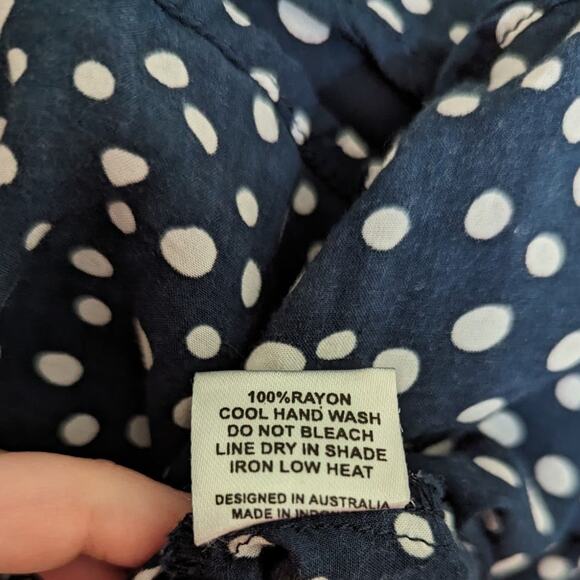 100%RAYON
COOL HAND WASH
DO NOT BLEACH
LINE DRY IN SHADE
IRON LOW HEAT
DESIGNED IN AUSTRALIA
MADE IN